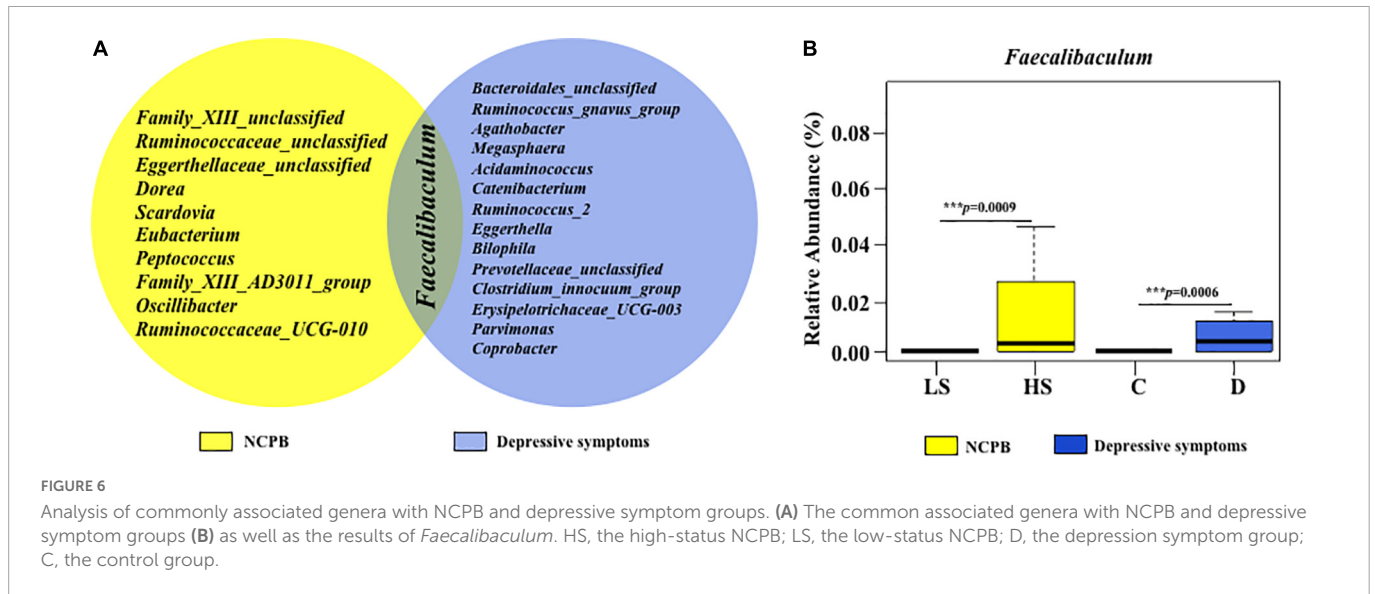 A
Family_XIII_unclassified
Ruminococcaceae_unclassified
Eggerthellaceae_unclassified
Dorea
Scardovia
Eubacterium
Peptococcus
Family_XIII_AD3011_group
Oscillibacter
Ruminococcaceae_UCG-010
Faecalibaculum
Bacteroidales_unclassified
Ruminococcus_gnavus_group
Agathobacter
Megasphaera
Acidaminococcus
Catenibacterium
Ruminococcus_2
Eggerthella
Bilophila
Prevotellaceae_unclassified
Clostridium_innocuum_group
Erysipelotrichaceae_UCG-003
Parvimonas
Coprobacter
NCPB
Depressive symptoms
B
Faecalibaculum
Relative Abundance (%)
0.08
0.06
0.04
0.02
0.00
***p=0.0009
***p=0.0006
LS
HS
C
D
NCPB
Depressive symptoms
FIGURE 6
Analysis of commonly associated genera with NCPB and depressive symptom groups. (A) The common associated genera with NCPB and depressive
symptom groups (B) as well as the results of Faecalibaculum. HS, the high-status NCPB; LS, the low-status NCPB; D, the depression symptom group;
C, the control group.